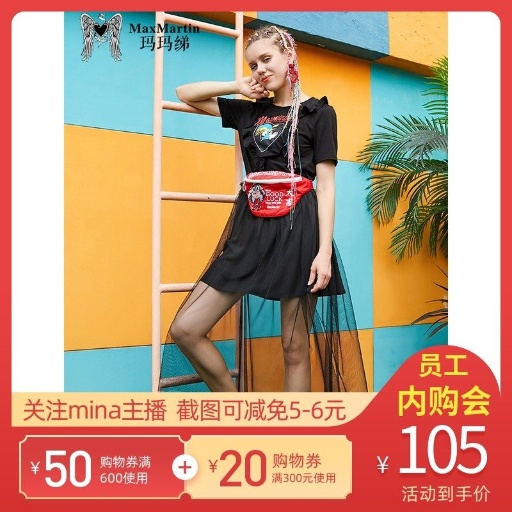 MaxMartin
玛玛绨
GOOD
LUCK
员工
内购会
关注mina主播 截图可减免5-6元
¥50 购物券满
600使用
+
¥20 购物券
满300元使用
¥105
活动到手价